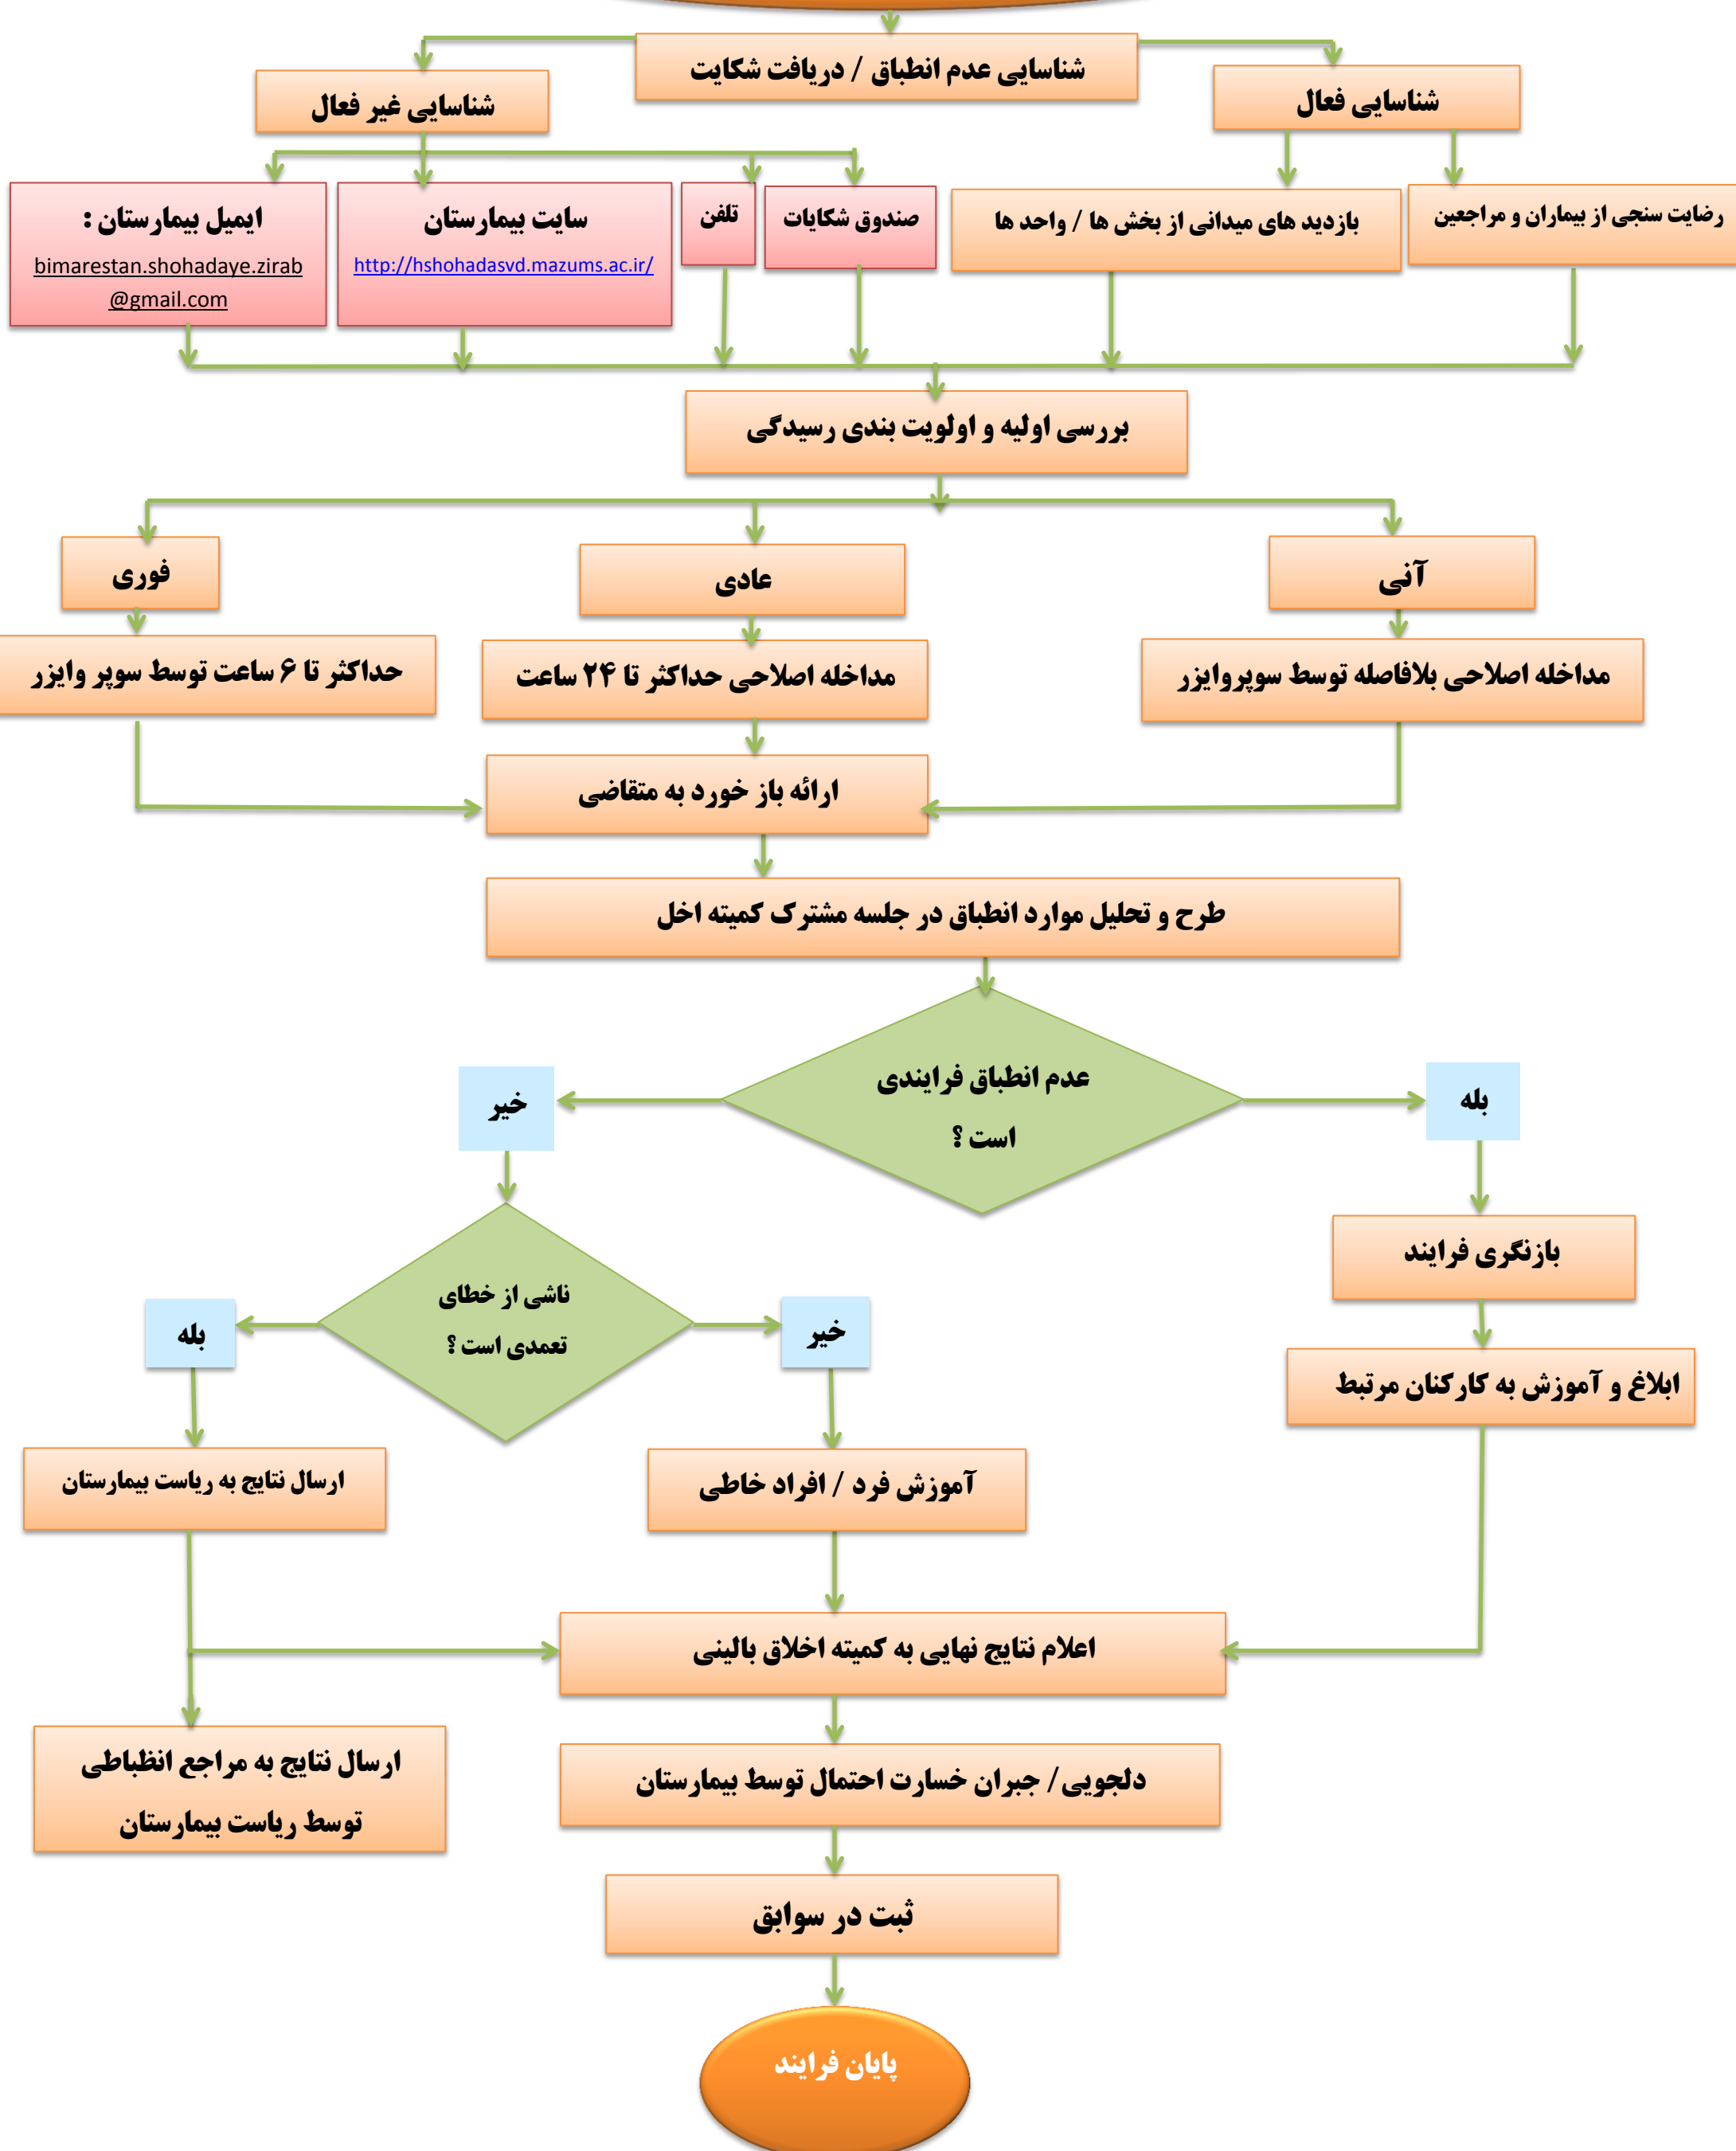 شناسایی عدم انطباق / دریافت شکایت
شناسایی فعال
شناسایی غیر فعال
رضایت سنجی از بیماران و مراجعین
بازدید های میدانی از بخش ها / واحد ها
صندوق شکایات
تلفن
سایت بیمارستان
http://hshohadasvd.mazums.ac.ir/
ایمیل بیمارستان :
bimarestan.shohadaye.zirab
@gmail.com
بررسی اولیه و اولویت بندی رسیدگی
آنی
عادی
فوری
مداخله اصلاحی بلافاصله توسط سوپروایزر
مداخله اصلاحی حداکثر تا ۲۴ ساعت
حداکثر تا ۶ ساعت توسط سوپر وایزر
ارائه باز خورد به متقاضی
طرح و تحلیل موارد انطباق در جلسه مشترک کمیته اخل
عدم انطباق فرایندی
است ؟
بله
خیر
بازنگری فرایند
ناشی از خطای
تعمدی است ؟
خیر
بله
ابلاغ و آموزش به کارکنان مرتبط
آموزش فرد / افراد خاطی
ارسال نتایج به ریاست بیمارستان
اعلام نتایج نهایی به کمیته اخلاق بالینی
ارسال نتایج به مراجع انظباطی
توسط ریاست بیمارستان
دلجویی/ جبران خسارت احتمال توسط بیمارستان
ثبت در سوابق
پایان فرایند